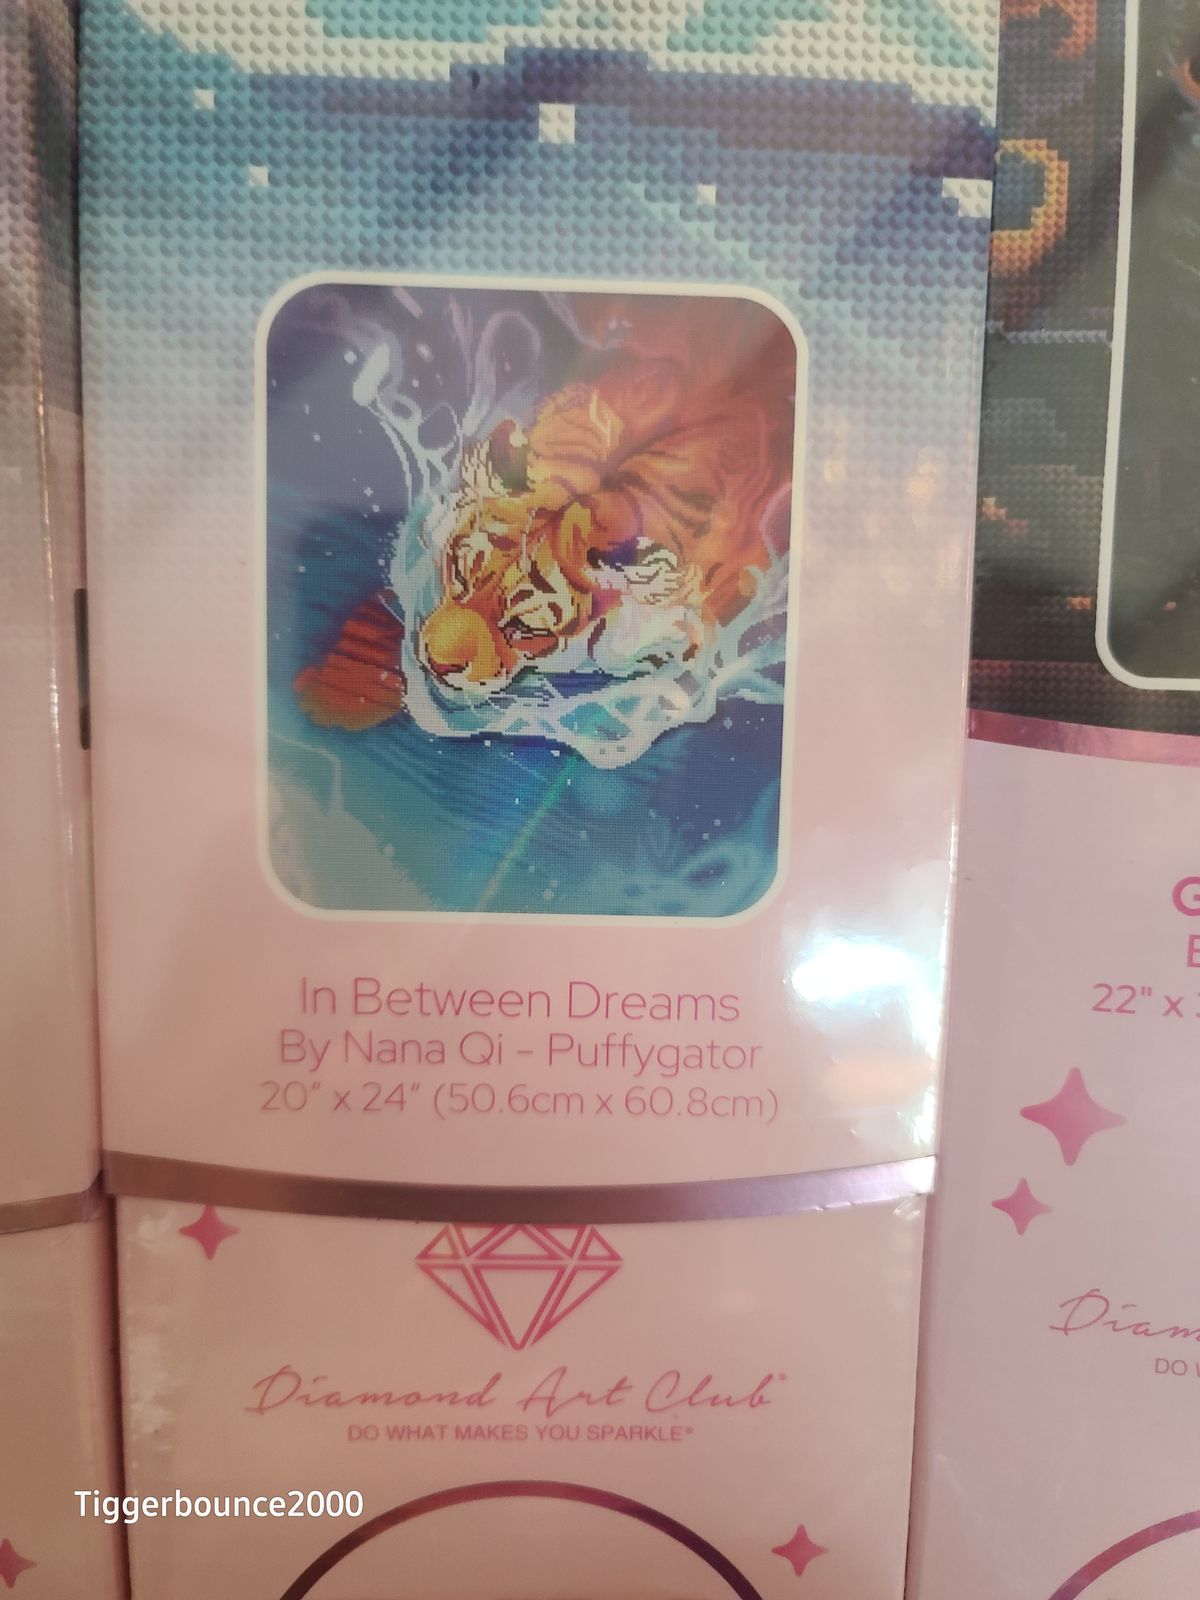 In Between Dreams
By Nana Qi - Puffygator
20" x 24" (50.6cm x 60.8cm)
Diamond Art Club®
DO WHAT MAKES YOU SPARKLE®
22" x
DO
Tiggerbounce2000